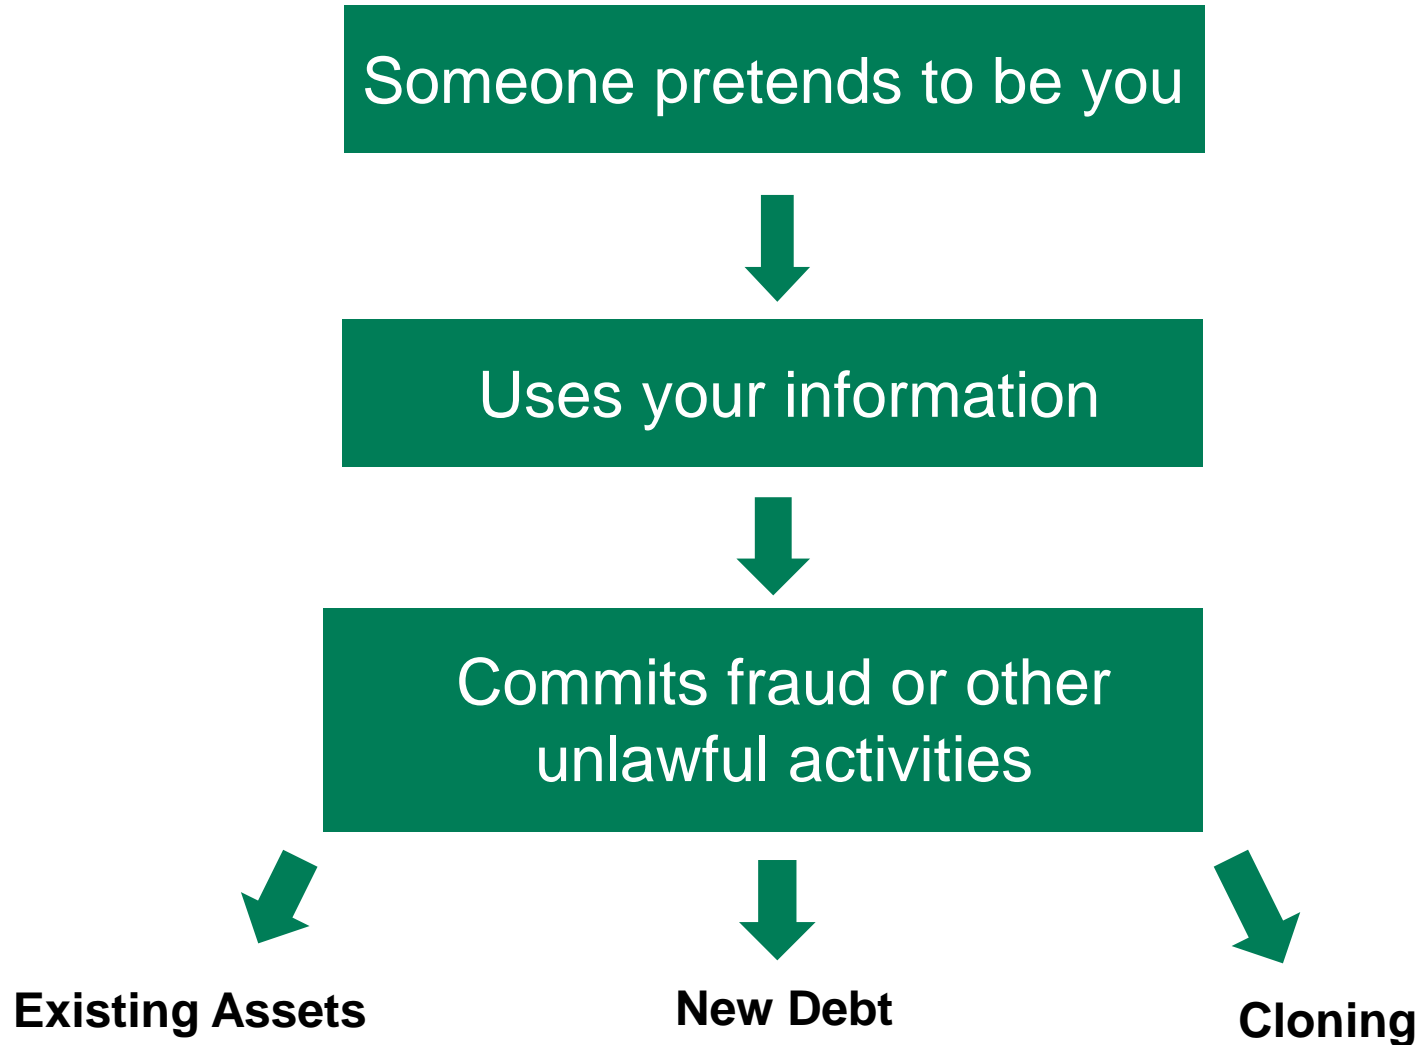 Someone pretends to be you
Uses your information
Commits fraud or other
unlawful activities
Existing Assets
New Debt
Cloning